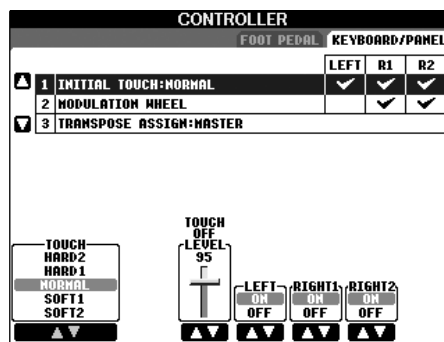 CONTROLLER
FOOT PEDAL KEYBOARD/PANEL
LEFT R1 R2
1 INITIAL TOUCH:NORMAL
2 MODULATION WHEEL
3 TRANSPOSE ASSIGN:MASTER
TOUCH
HARD2
HARD1
NORMAL
SOFT1
SOFT2
TOUCH
OFF
LEVEL
95
LEFT
ON
OFF
RIGHT1
ON
OFF
RIGHT2
ON
OFF